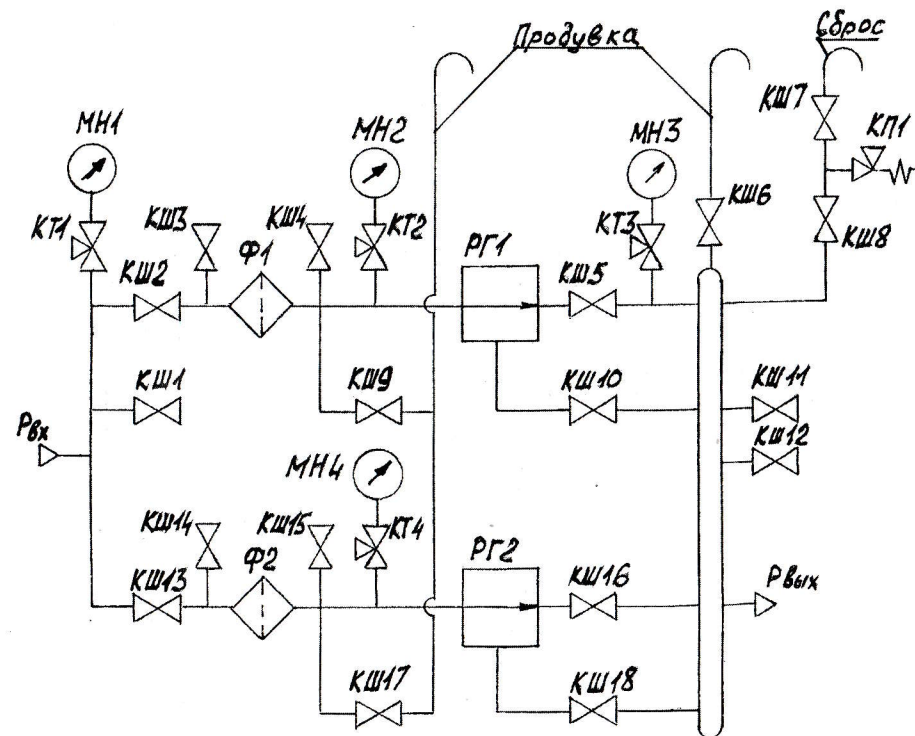 Продувка
Сброс
МН1
МН2
МН3
КШ7
КП1
КТ1
КШ3
КШ4
КТ2
КТ3
КШ6
КШ8
КШ2
Ф1
РГ1
КШ5
КШ1
КШ9
КШ10
КШ11
Рвх
КШ12
МН4
КШ14
КШ15
КТ4
КШ13
Ф2
РГ2
КШ16
Рвых
КШ17
КШ18